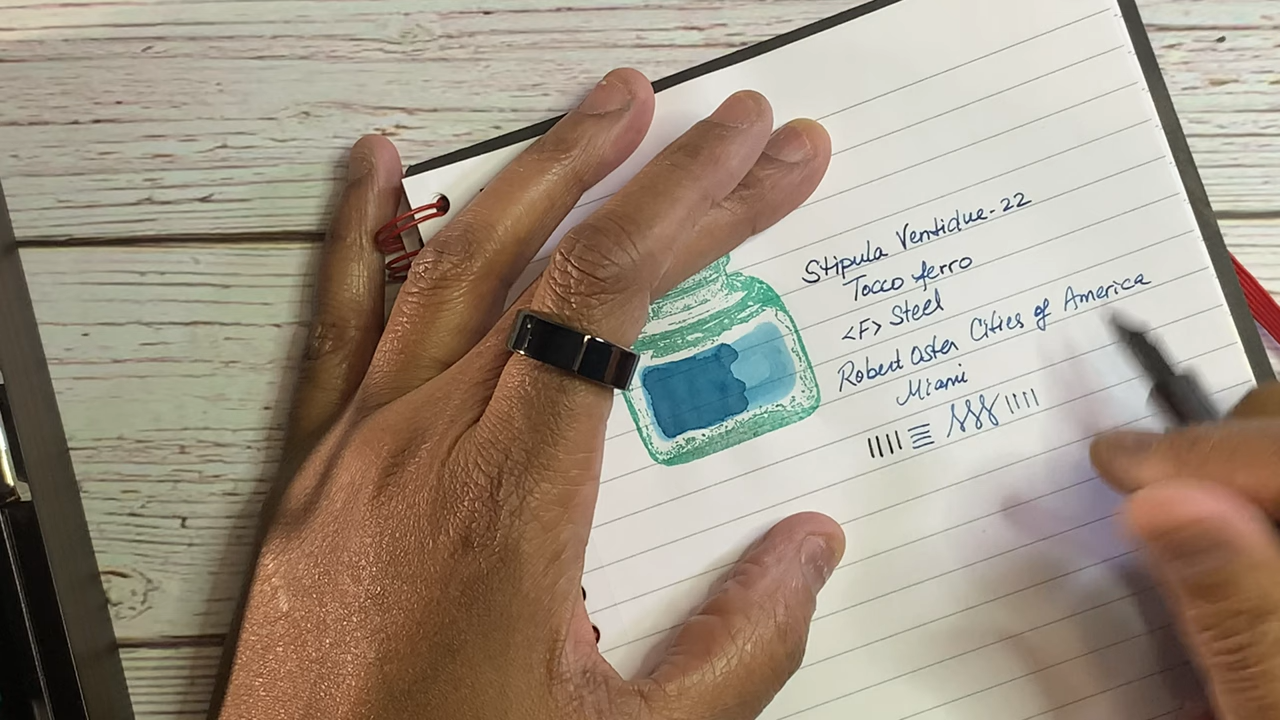 Stipula Ventidue-22
Tocco ferro
<F> Steel
Robert Oster Cities of America
Miami